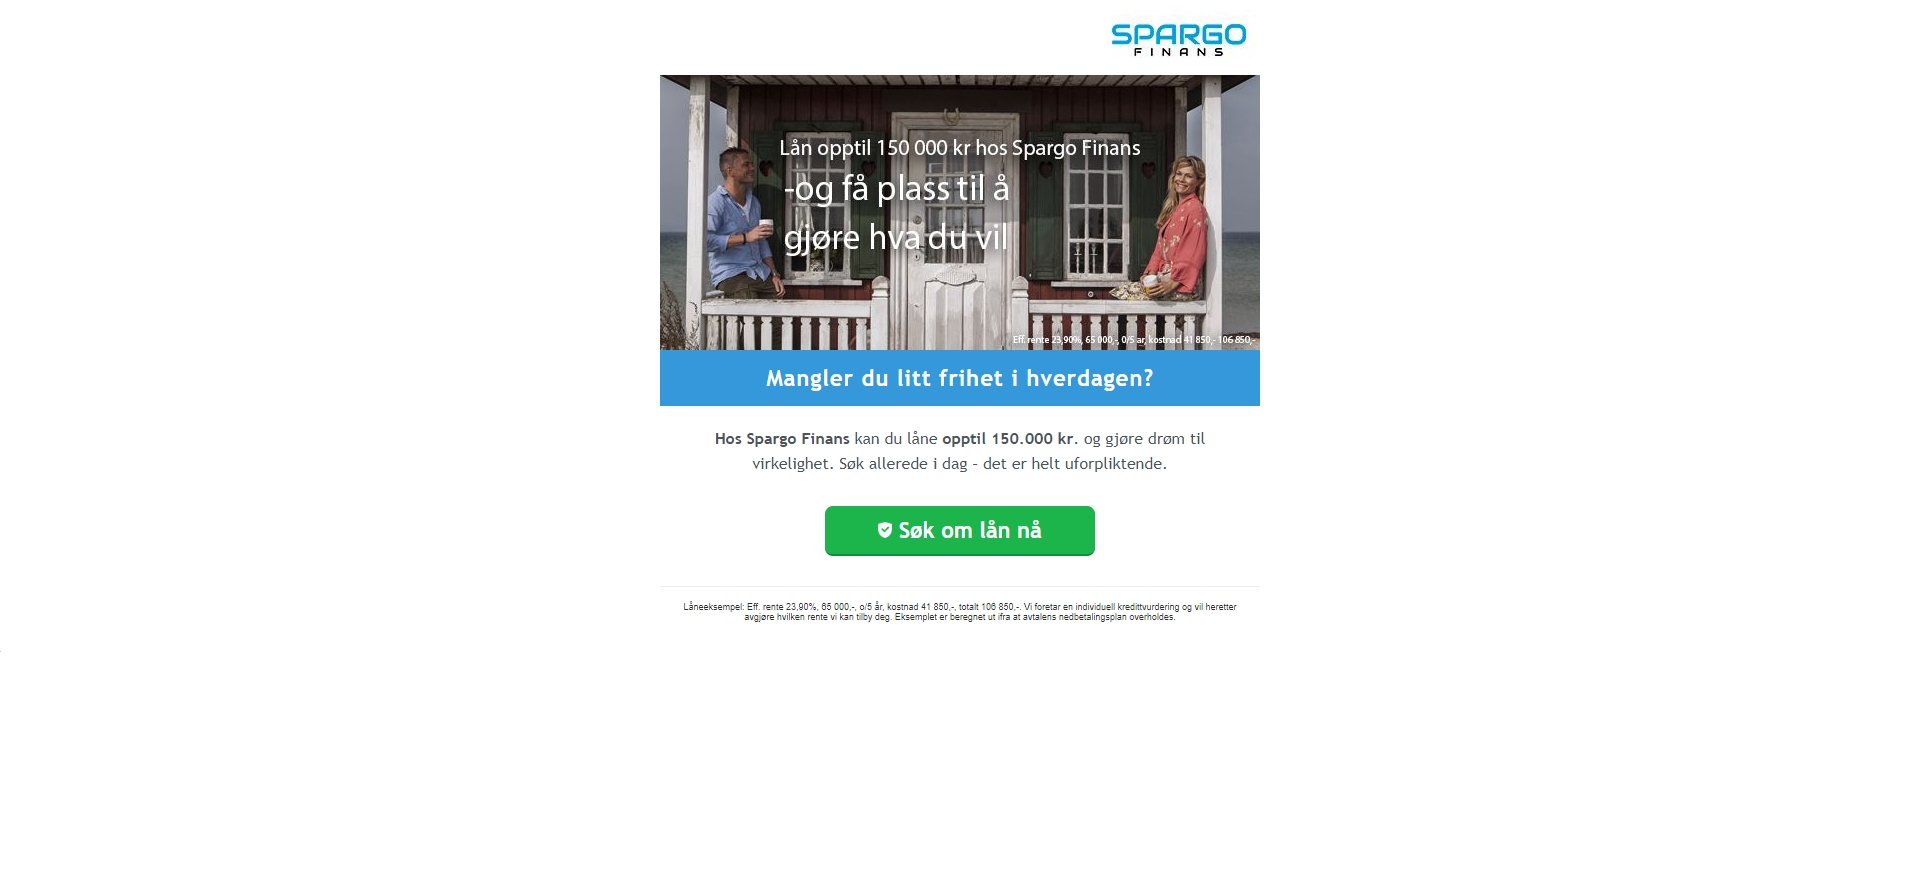 SPARGO
FINANS
Lån opptil 150 000 kr hos Spargo Finans
-og få plass til å
gjøre hva du vil
Eff. rente 23,90%, 65 000,-, 0/5 ar, kostnad 41 850,- 106 850,-
Mangler du litt frihet i hverdagen?
Hos Spargo Finans kan du låne opptil 150.000 kr. og gjøre drøm til
virkelighet. Søk allerede i dag – det er helt uforpliktende.
Søk om lån nå
Låneeksempel: Eff. rente 23,90%, 65 000,-, o/5 år, kostnad 41 850,-, totalt 106 850,-. Vi foretar en individuell kredittvurdering og vil heretter
avgjøre hvilken rente vi kan tilby deg. Eksemplet er beregnet ut ifra at avtalens nedbetalingsplan overholdes.